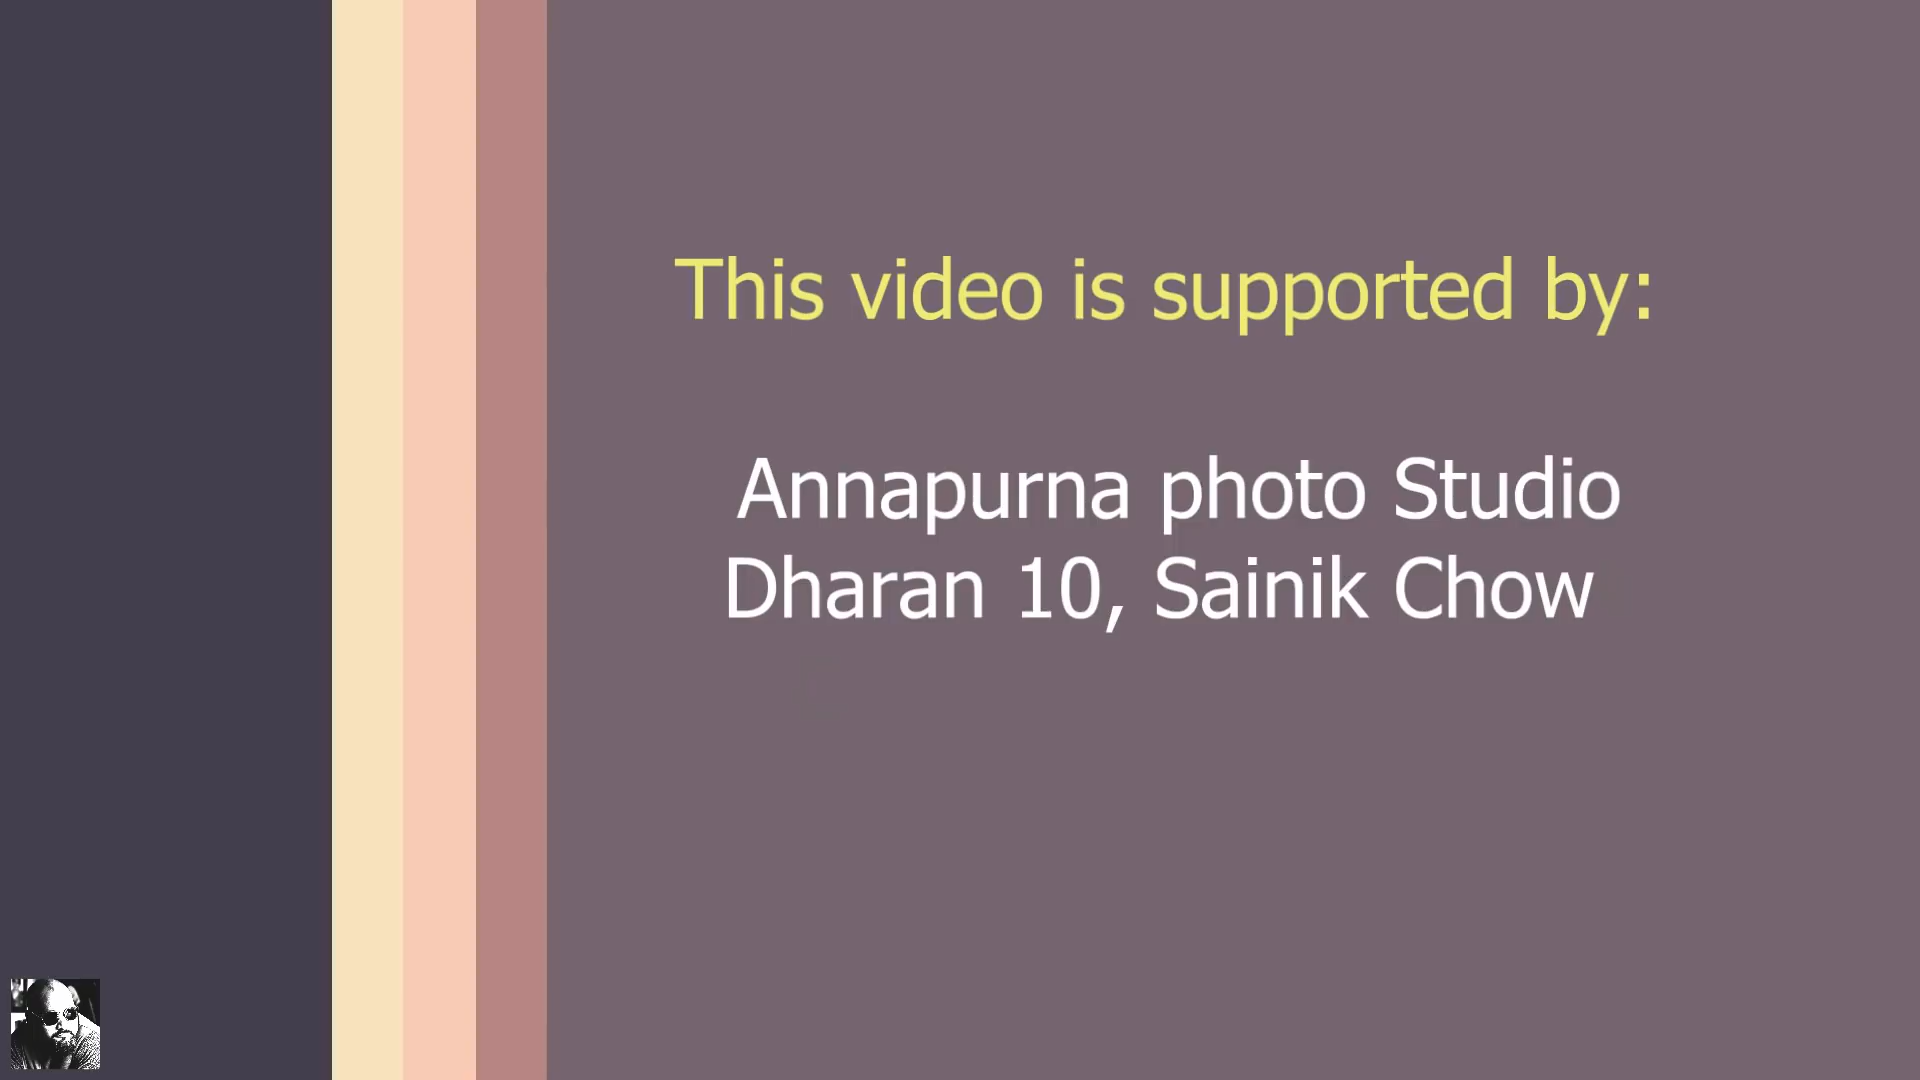 This video is supported by:
Annapurna photo Studio
Dharan 10, Sainik Chow